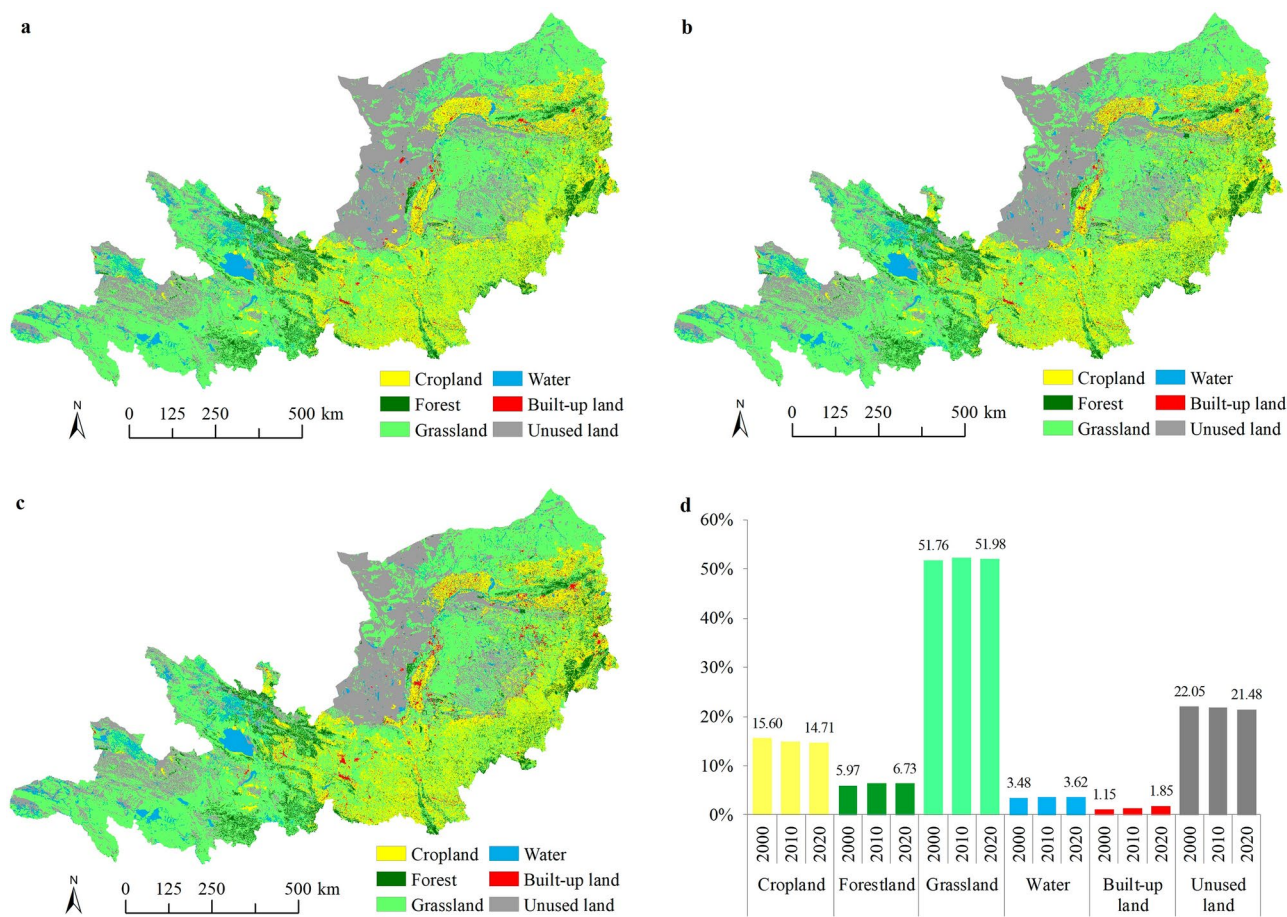 a
Cropland Water
Forest Built-up land
Grassland Unused land
N
0 125 250 500 km
b
Cropland Water
Forest Built-up land
Grassland Unused land
N
0 125 250 500 km
c
Cropland Water
Forest Built-up land
Grassland Unused land
N
0 125 250 500 km
d
60%
50%
40%
30%
20%
10%
0%
15.60 14.71
5.97 6.73
51.76 51.98
3.48 3.62
1.15 1.85
22.05 21.48
2000 2010 2020 2000 2010 2020 2000 2010 2020 2000 2010 2020 2000 2010 2020 2000 2010 2020
Cropland Forestland Grassland Water Built-up Unused
land land